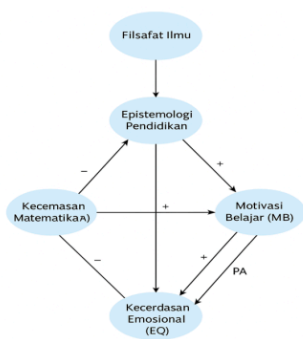 Filsafat Ilmu
Epistemologi
Pendidikan
–
+
Kecemasan
MatematikaA)
+
Motivasi
Belajar (MB)
–
+
PA
Kecerdasan
Emosional
(EQ)